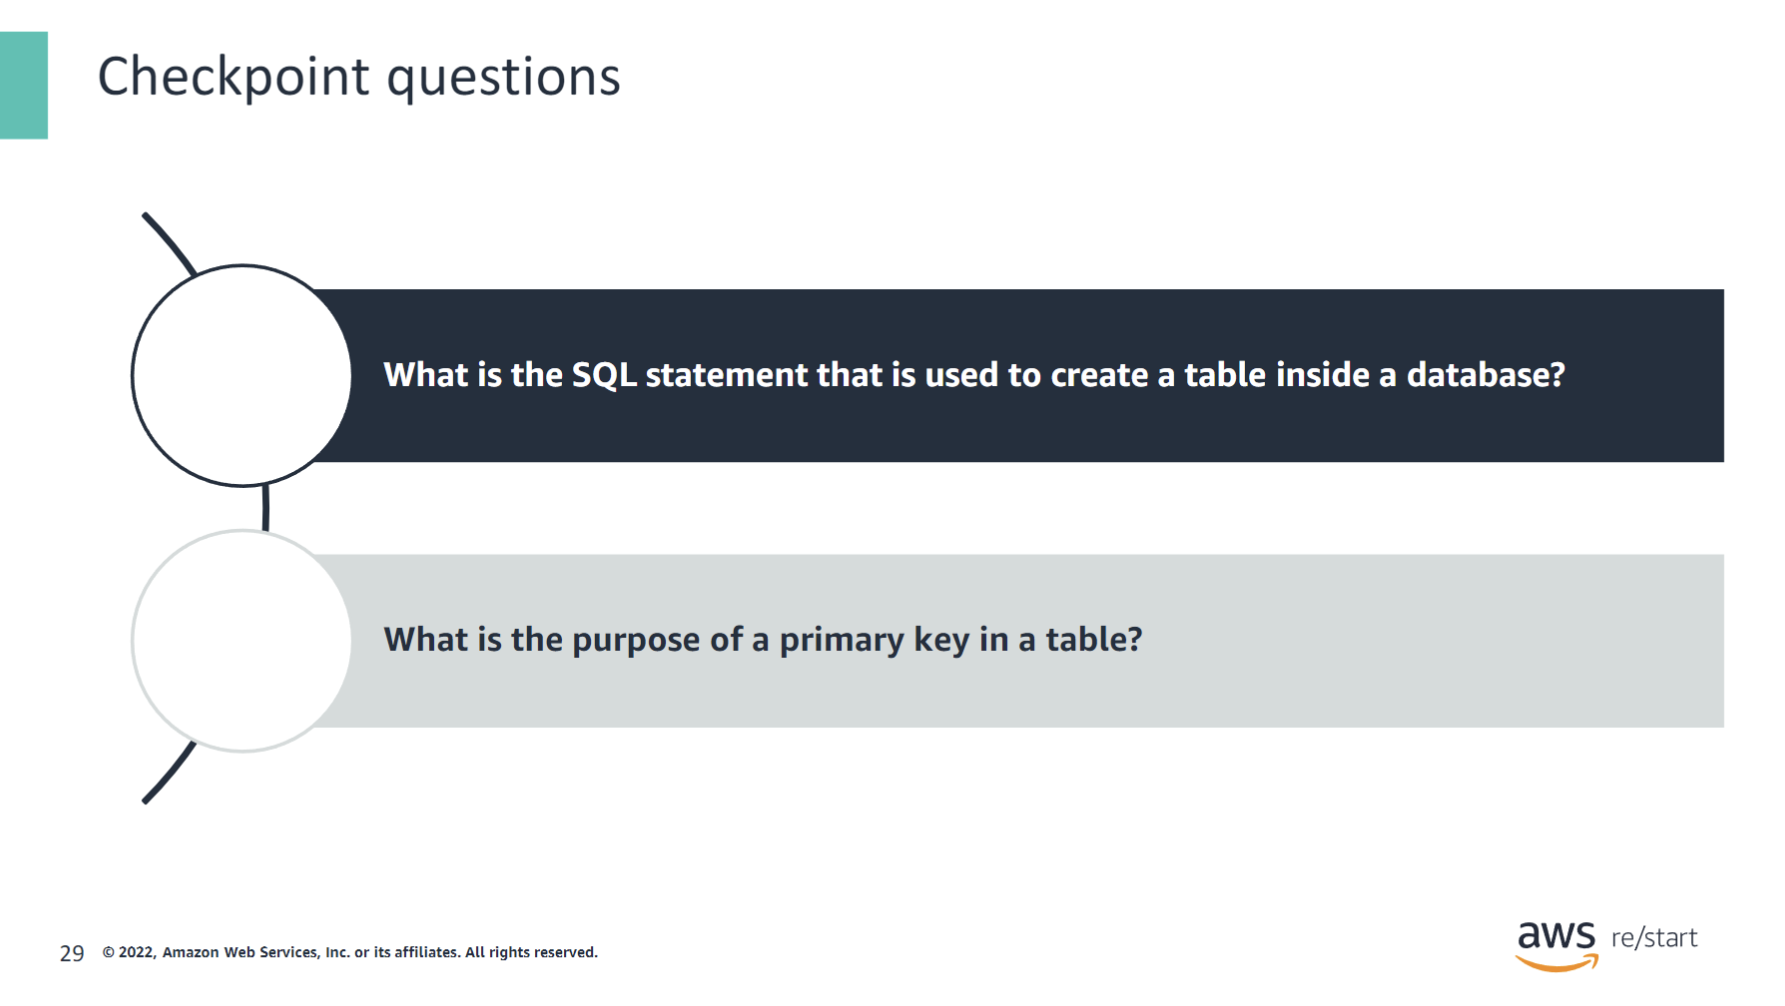 Checkpoint questions
What is the SQL statement that is used to create a table inside a database?
What is the purpose of a primary key in a table?
29 © 2022, Amazon Web Services, Inc. or its affiliates. All rights reserved.
aws re/start